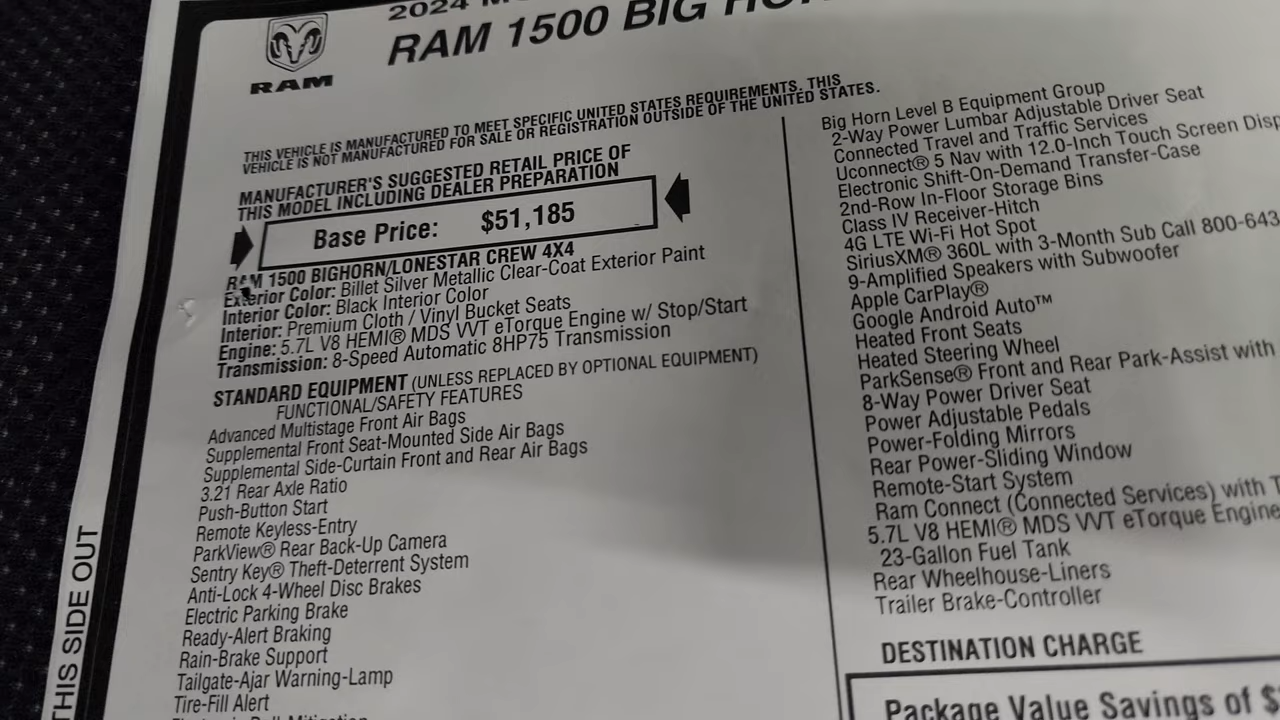 RAM
2024
RAM 1500 BIG
THIS VEHICLE IS MANUFACTURED TO MEET SPECIFIC UNITED STATES REQUIREMENTS. THIS
VEHICLE IS NOT MANUFACTURED FOR SALE OR REGISTRATION OUTSIDE OF THE UNITED STATES.
MANUFACTURER'S SUGGESTED RETAIL PRICE OF
THIS MODEL INCLUDING DEALER PREPARATION
Base Price: $51,185
RAM 1500 BIGHORN/LONESTAR CREW 4X4
Exterior Color: Billet Silver Metallic Clear-Coat Exterior Paint
Interior Color: Black Interior Color
Interior: Premium Cloth / Vinyl Bucket Seats
Engine: 5.7L V8 HEMI® MDS VVT eTorque Engine w/ Stop/Start
Transmission: 8-Speed Automatic 8HP75 Transmission
STANDARD EQUIPMENT (UNLESS REPLACED BY OPTIONAL EQUIPMENT)
FUNCTIONAL/SAFETY FEATURES
Advanced Multistage Front Air Bags
Supplemental Front Seat-Mounted Side Air Bags
Supplemental Side-Curtain Front and Rear Air Bags
3.21 Rear Axle Ratio
Push-Button Start
Remote Keyless-Entry
ParkView® Rear Back-Up Camera
Sentry Key® Theft-Deterrent System
Anti-Lock 4-Wheel Disc Brakes
Electric Parking Brake
Ready-Alert Braking
Rain-Brake Support
Tailgate-Ajar Warning-Lamp
Tire-Fill Alert
Big Horn Level B Equipment Group
2-Way Power Lumbar Adjustable Driver Seat
Connected Travel and Traffic Services
Uconnect® 5 Nav with 12.0-Inch Touch Screen
Electronic Shift-On-Demand Transfer-Case
2nd-Row In-Floor Storage Bins
Class IV Receiver-Hitch
4G LTE Wi-Fi Hot Spot
SiriusXM® 360L with 3-Month Sub Call 800-643
9-Amplified Speakers with Subwoofer
Apple CarPlay®
Google Android Auto™
Heated Front Seats
Heated Steering Wheel
ParkSense® Front and Rear Park-Assist with
8-Way Power Driver Seat
Power Adjustable Pedals
Power-Folding Mirrors
Rear Power-Sliding Window
Remote-Start System
Ram Connect (Connected Services) with
5.7L V8 HEMI® MDS VVT eTorque Engine
23-Gallon Fuel Tank
Rear Wheelhouse-Liners
Trailer Brake-Controller
DESTINATION CHARGE
Package Value Savings of $
THIS SIDE OUT